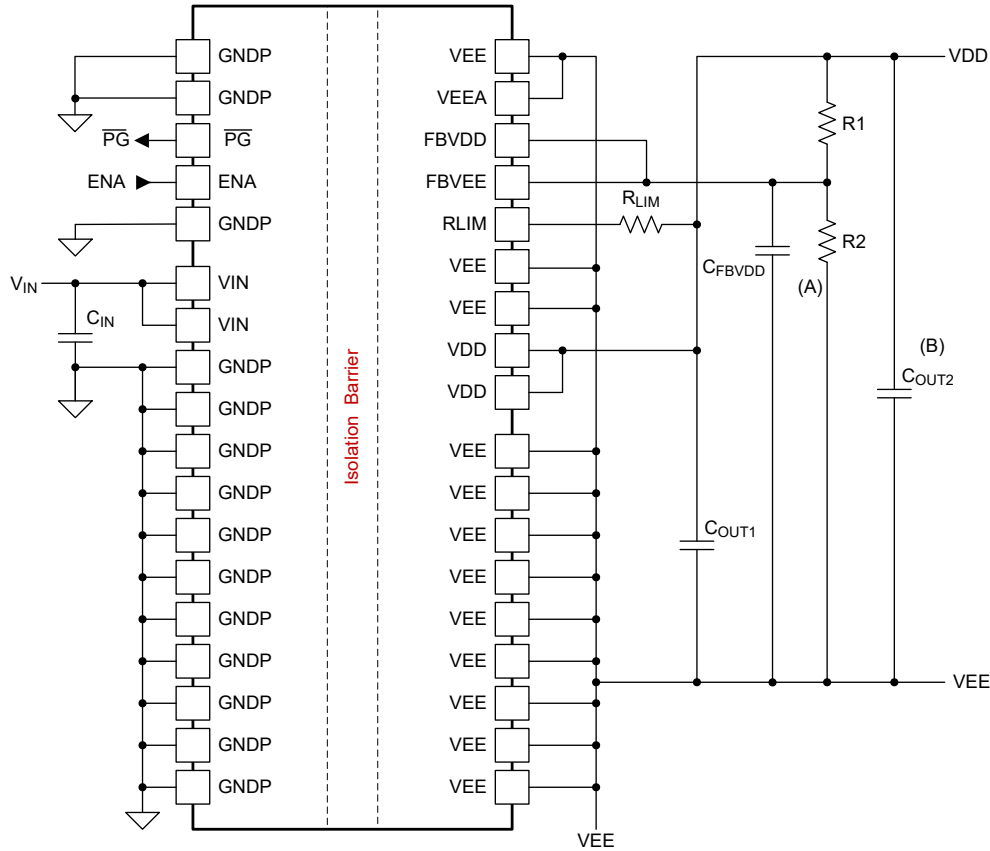 GNDP
GNDP
P̅G̅
P̅G̅
ENA
ENA
GNDP
VIN
VIN
VIN
CIN
GNDP
GNDP
GNDP
GNDP
GNDP
GNDP
GNDP
GNDP
GNDP
GNDP
GNDP
Isolation Barrier
VEE
VEEA
FBVDD
FBVEE
RLIM
RLIM
VEE
VEE
VDD
VDD
VEE
VEE
VEE
VEE
VEE
VEE
VEE
VEE
VEE
VEE
VDD
R1
R2
CFBVDD
(A)
(B)
COUT2
COUT1
VEE